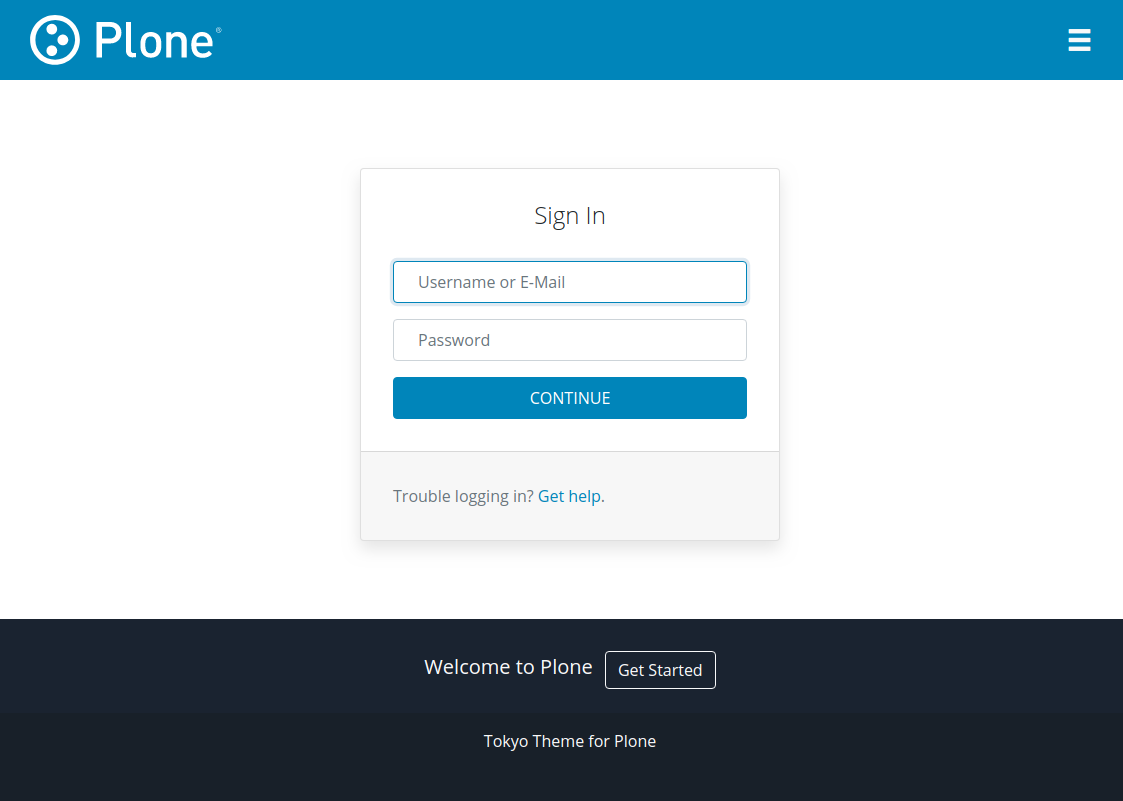 Plone®
Sign In
Username or E-Mail
Password
CONTINUE
Trouble logging in? Get help.
Welcome to Plone Get Started
Tokyo Theme for Plone